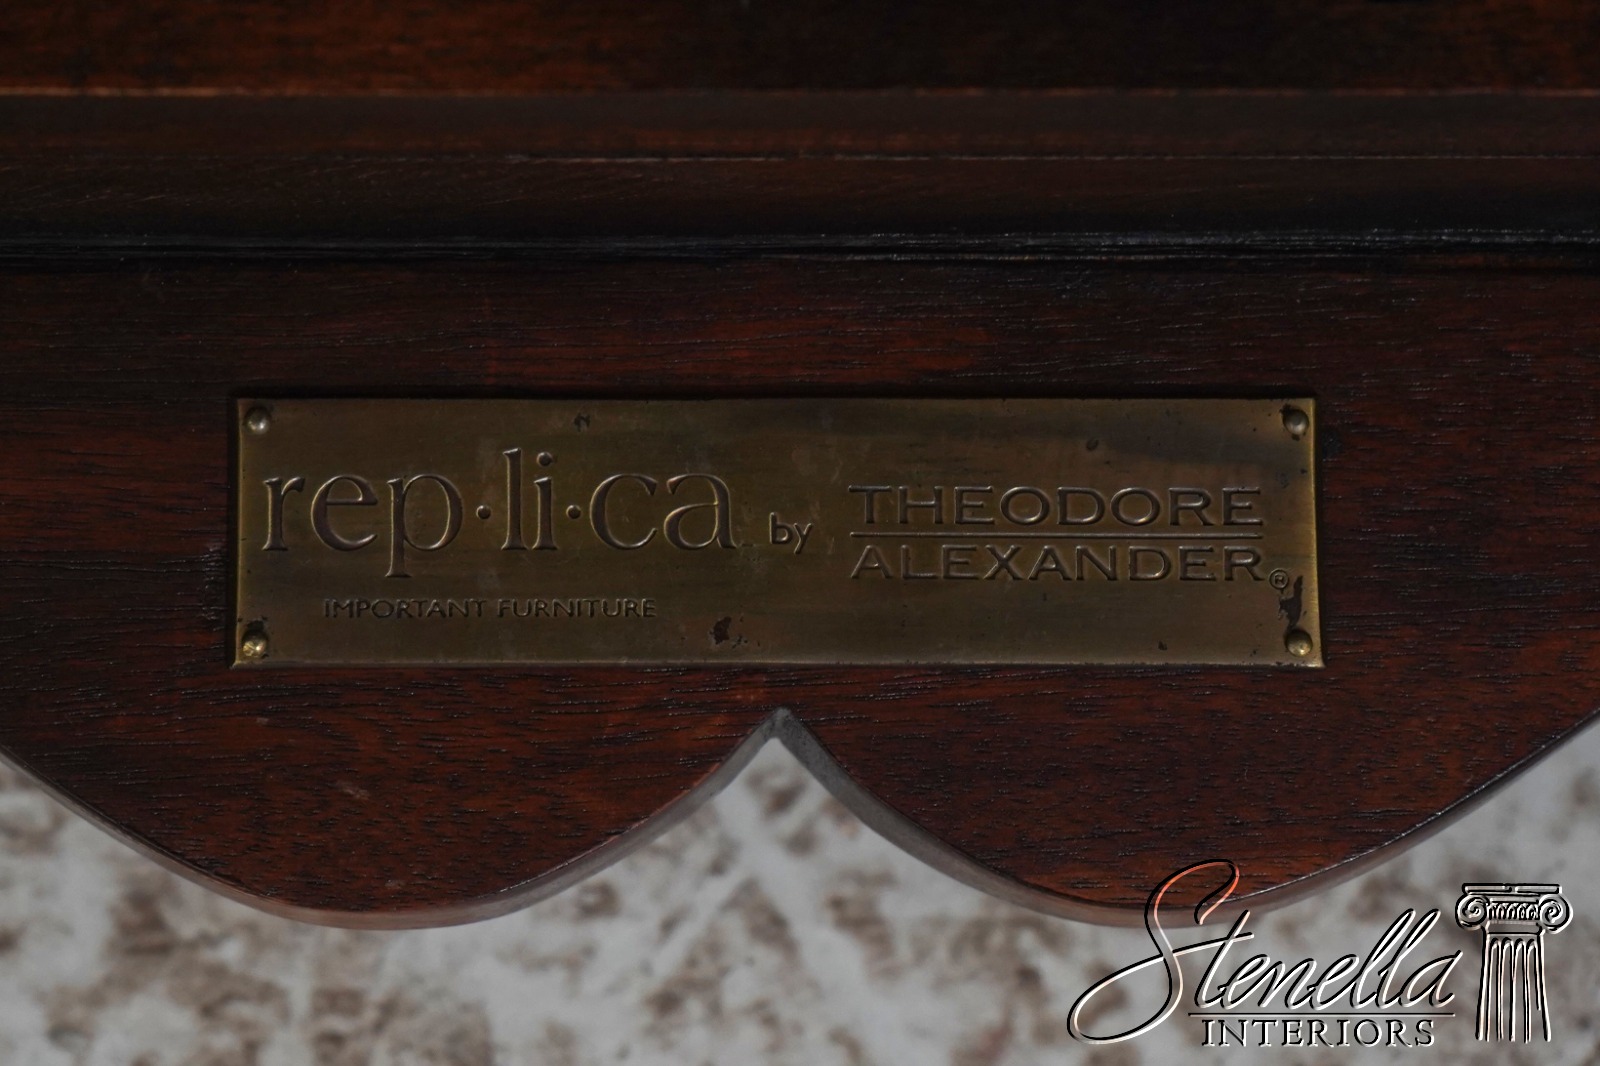 rep·li·ca by THEODORE ALEXANDER®
IMPORTANT FURNITURE
Stenella
INTERIORS